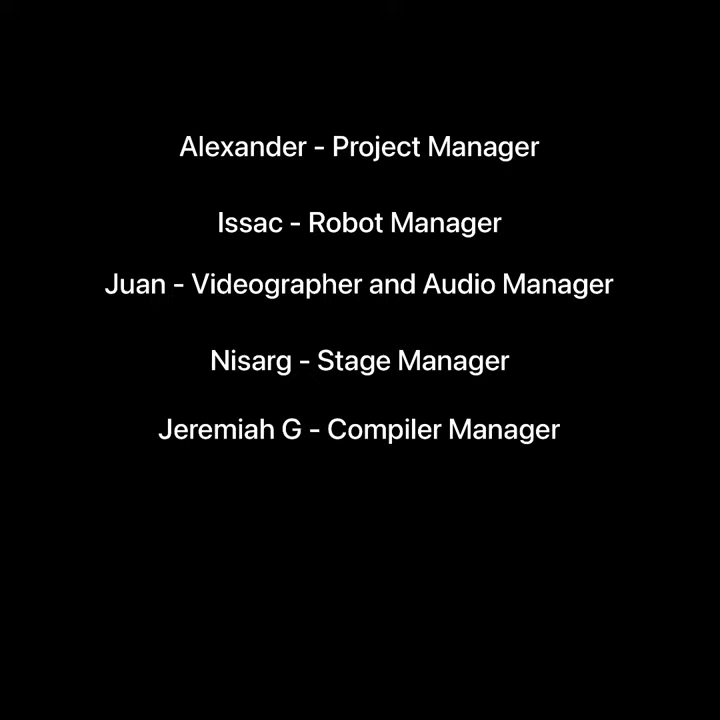 Alexander - Project Manager
Issac - Robot Manager
Juan - Videographer and Audio Manager
Nisarg - Stage Manager
Jeremiah G - Compiler Manager